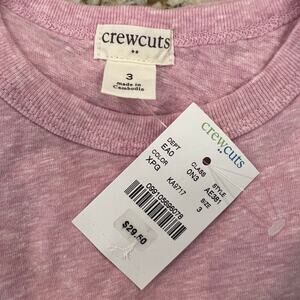 crewcuts
3
made in
Cambodia
crewcuts
DEPT CLASS STYLE
EA0 0N3 AE381
COLOR SIZE
XPG KA9717 3
099105698078
$29.50